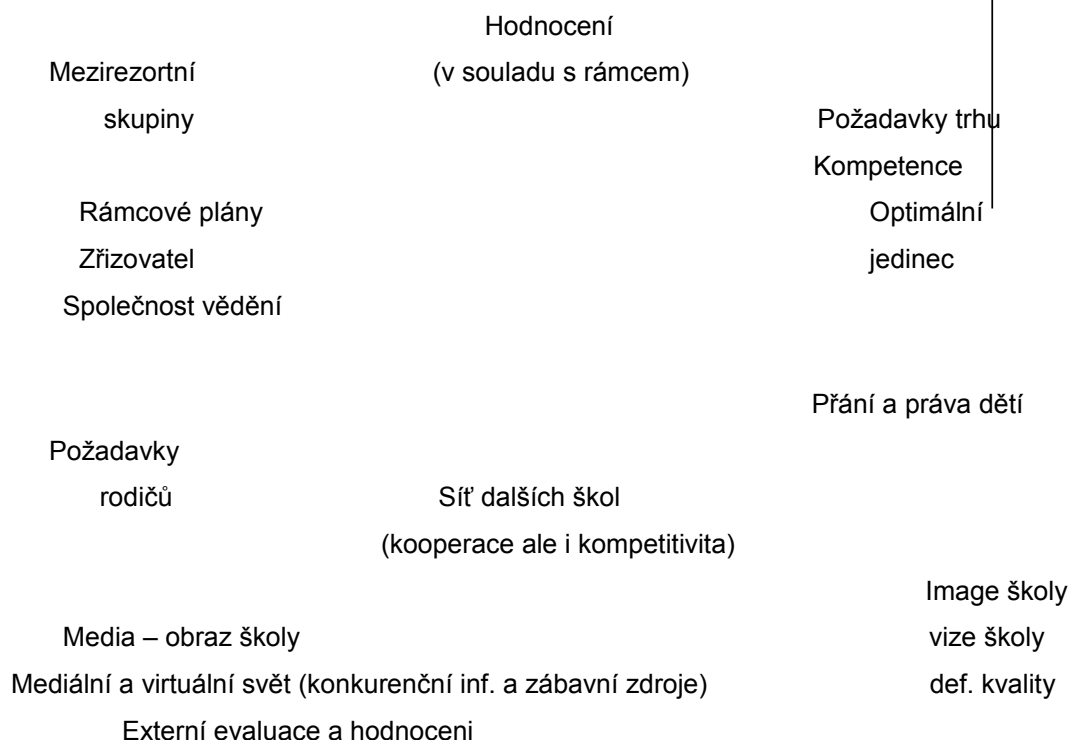 Hodnocení
Mezirezortní (v souladu s rámcem)
skupiny Požadavky trhu
Kompetence
Rámcové plány Optimální
Zřizovatel jedinec
Společnost vědění
Přání a práva dětí
Požadavky
rodičů Síť dalších škol
(kooperace ale i kompetitivita)
Image školy
Media – obraz školy vize školy
Mediální a virtuální svět (konkurenční inf. a zábavní zdroje) def. kvality
Externí evaluace a hodnoceni